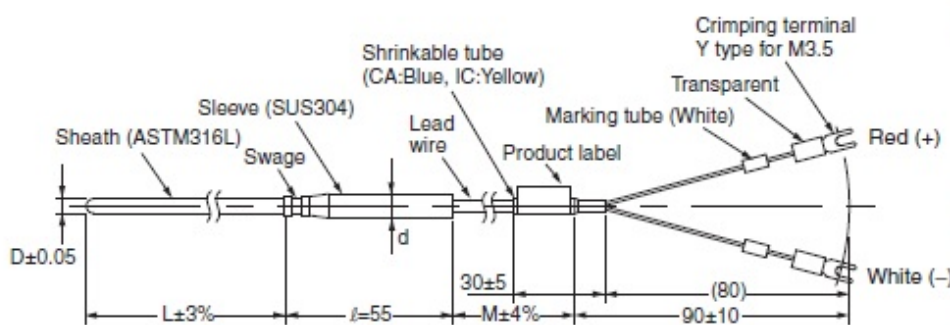 Crimping terminal
Y type for M3.5
Shrinkable tube
(CA:Blue, IC:Yellow)
Transparent
Sleeve (SUS304)
Marking tube (White)
Sheath (ASTM316L)
Lead
wire
Red (+)
Swage
Product label
d
D±0.05
30±5
(80)
White (–)
L±3%
ℓ=55
M±4%
90±10